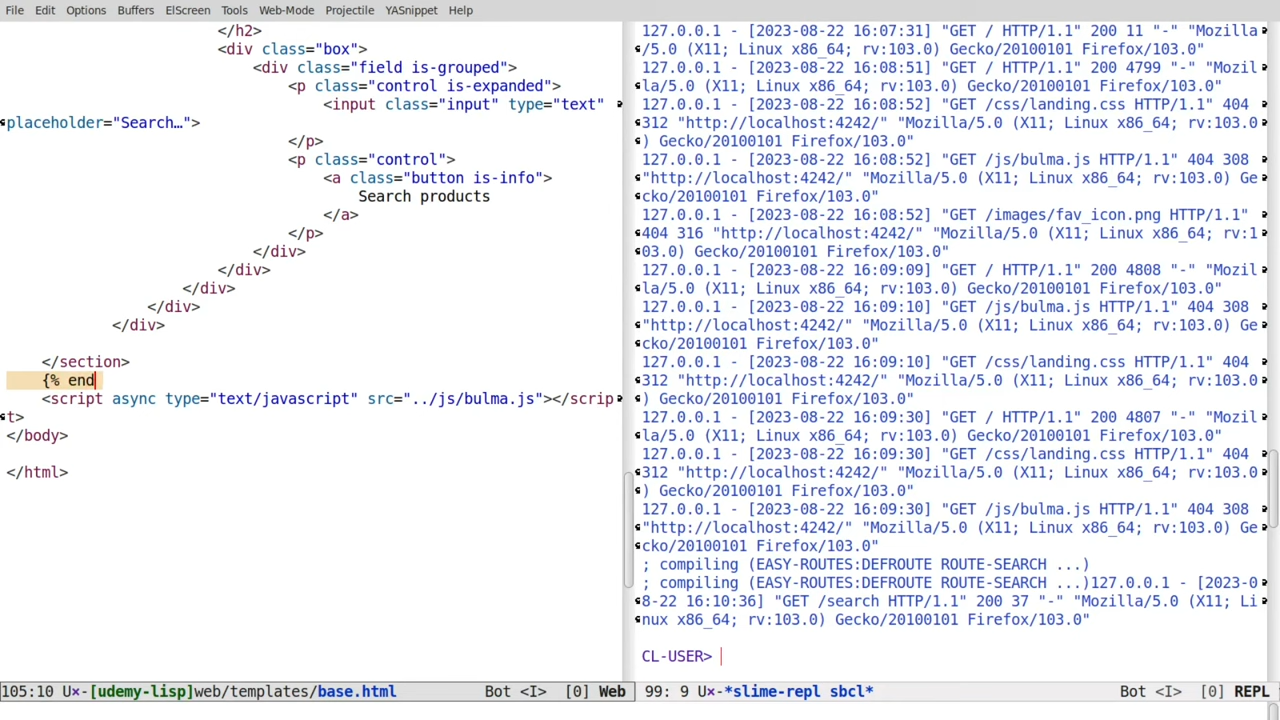 File Edit Options Buffers ElScreen Tools Web-Mode Projectile YASnippet Help
</h2>
<div class="box">
<div class="field is-grouped">
<p class="control is-expanded">
<input class="input" type="text"
placeholder="Search…">
</p>
<p class="control">
<a class="button is-info">
Search products
</a>
</p>
</div>
</div>
</div>
</div>
</div>
</section>
{% end
<script async type="text/javascript" src="../js/bulma.js"></scrip
t>
</body>
</html>
105:10 U×-[udemy-lisp]web/templates/base.html Bot <I> [0] Web
127.0.0.1 - [2023-08-22 16:07:31] "GET / HTTP/1.1" 200 11 "-" "Mozilla
/5.0 (X11; Linux x86_64; rv:103.0) Gecko/20100101 Firefox/103.0"
127.0.0.1 - [2023-08-22 16:08:51] "GET / HTTP/1.1" 200 4799 "-" "Mozil
la/5.0 (X11; Linux x86_64; rv:103.0) Gecko/20100101 Firefox/103.0"
127.0.0.1 - [2023-08-22 16:08:52] "GET /css/landing.css HTTP/1.1" 404
312 "http://localhost:4242/" "Mozilla/5.0 (X11; Linux x86_64; rv:103.0
) Gecko/20100101 Firefox/103.0"
127.0.0.1 - [2023-08-22 16:08:52] "GET /js/bulma.js HTTP/1.1" 404 308
"http://localhost:4242/" "Mozilla/5.0 (X11; Linux x86_64; rv:103.0) Ge
cko/20100101 Firefox/103.0"
127.0.0.1 - [2023-08-22 16:08:52] "GET /images/fav_icon.png HTTP/1.1"
404 316 "http://localhost:4242/" "Mozilla/5.0 (X11; Linux x86_64; rv:1
03.0) Gecko/20100101 Firefox/103.0"
127.0.0.1 - [2023-08-22 16:09:09] "GET / HTTP/1.1" 200 4808 "-" "Mozil
la/5.0 (X11; Linux x86_64; rv:103.0) Gecko/20100101 Firefox/103.0"
127.0.0.1 - [2023-08-22 16:09:10] "GET /js/bulma.js HTTP/1.1" 404 308
"http://localhost:4242/" "Mozilla/5.0 (X11; Linux x86_64; rv:103.0) Ge
cko/20100101 Firefox/103.0"
127.0.0.1 - [2023-08-22 16:09:10] "GET /css/landing.css HTTP/1.1" 404
312 "http://localhost:4242/" "Mozilla/5.0 (X11; Linux x86_64; rv:103.0
) Gecko/20100101 Firefox/103.0"
127.0.0.1 - [2023-08-22 16:09:30] "GET / HTTP/1.1" 200 4807 "-" "Mozil
la/5.0 (X11; Linux x86_64; rv:103.0) Gecko/20100101 Firefox/103.0"
127.0.0.1 - [2023-08-22 16:09:30] "GET /css/landing.css HTTP/1.1" 404
312 "http://localhost:4242/" "Mozilla/5.0 (X11; Linux x86_64; rv:103.0
) Gecko/20100101 Firefox/103.0"
127.0.0.1 - [2023-08-22 16:09:30] "GET /js/bulma.js HTTP/1.1" 404 308
"http://localhost:4242/" "Mozilla/5.0 (X11; Linux x86_64; rv:103.0) Ge
cko/20100101 Firefox/103.0"
; compiling (EASY-ROUTES:DEFROUTE ROUTE-SEARCH ...)
; compiling (EASY-ROUTES:DEFROUTE ROUTE-SEARCH ...)127.0.0.1 - [2023-0
8-22 16:10:36] "GET /search HTTP/1.1" 200 37 "-" "Mozilla/5.0 (X11; Li
nux x86_64; rv:103.0) Gecko/20100101 Firefox/103.0"
CL-USER>
99: 9 U×-*slime-repl sbcl* Bot <I> [0] REPL